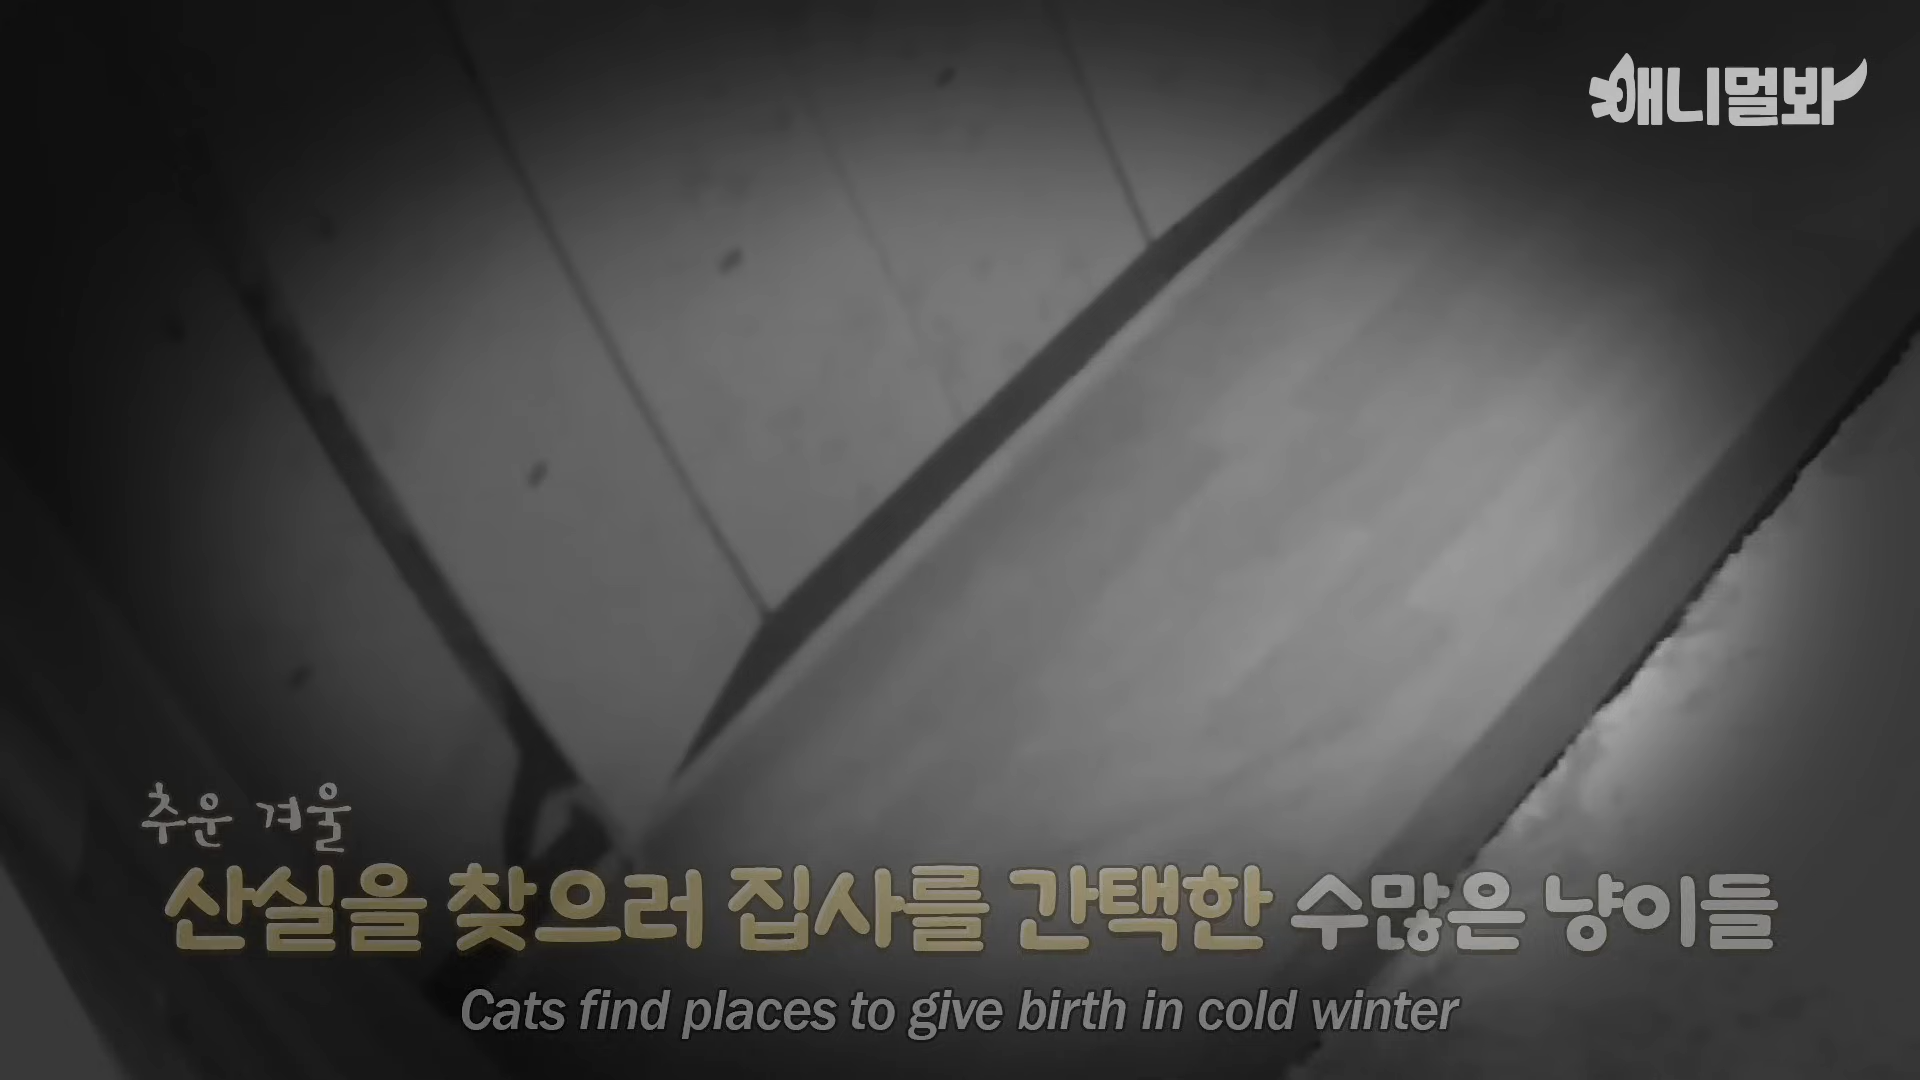 애니멀봐
추운 겨울
산실을 찾으러 집사를 간택한 수많은 냥이들
Cats find places to give birth in cold winter